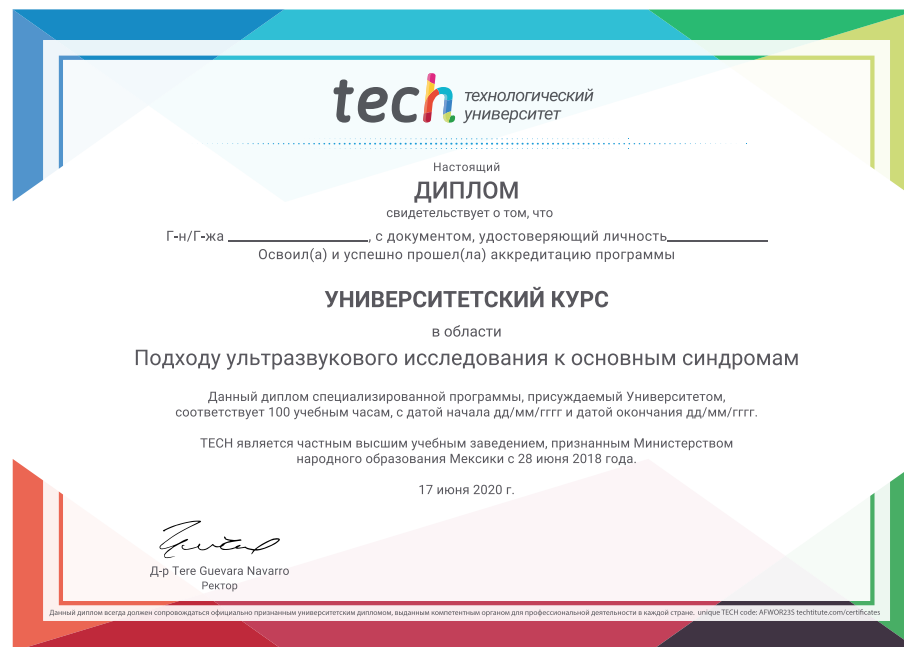 tech технологический
университет
Настоящий
ДИПЛОМ
свидетельствует о том, что
Г-н/Г-жа ____________________, с документом, удостоверяющий личность______________
Освоил(а) и успешно прошел(ла) аккредитацию программы
УНИВЕРСИТЕТСКИЙ КУРС
в области
Подходу ультразвукового исследования к основным синдромам
Данный диплом специализированной программы, присуждаемый Университетом,
соответствует 100 учебным часам, с датой начала дд/мм/гггг и датой окончания дд/мм/гггг.
TECH является частным высшим учебным заведением, признанным Министерством
народного образования Мексики с 28 июня 2018 года.
17 июня 2020 г.
Д-р Tere Guevara Navarro
Ректор
Данный диплом всегда должен сопровождаться официально признанным университетским дипломом, выданным компетентным органом для профессиональной деятельности в каждой стране. unique TECH code: AFWOR23S techtitute.com/certificates